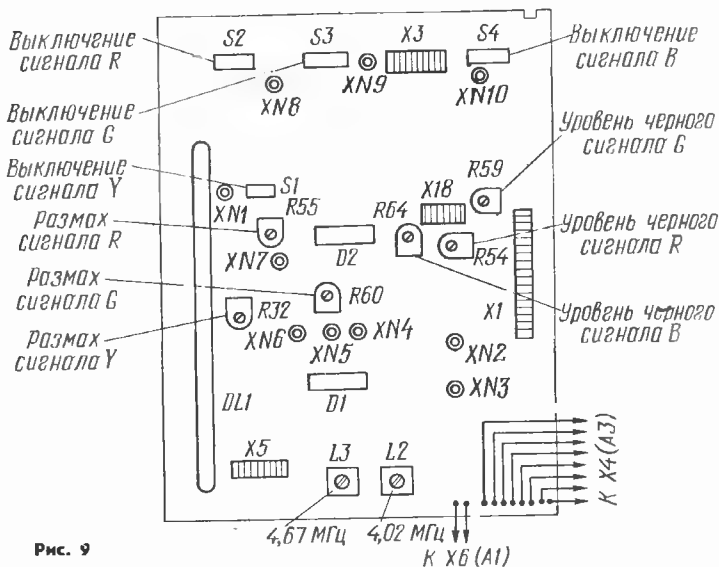 Выключение
сигнала R
S2
S3
X3
S4
Выключение
сигнала B
XN8
XN9
XN10
Выключение
сигнала G
Уровень черного
сигнала G
Выключение
сигнала Y
XN1
S1
R59
X18
R55
R64
Размах
сигнала R
Уровень черного
сигнала R
XN7
D2
R54
Размах
сигнала G
R60
X1
R32
Уровень черного
сигнала B
Размах
сигнала Y
XN6
XN5
XN4
XN2
XN3
DL1
D1
X5
L3
L2
К X4 (A3)
4,67 МГц
4,02 МГц
К X6 (A1)
Рис. 9